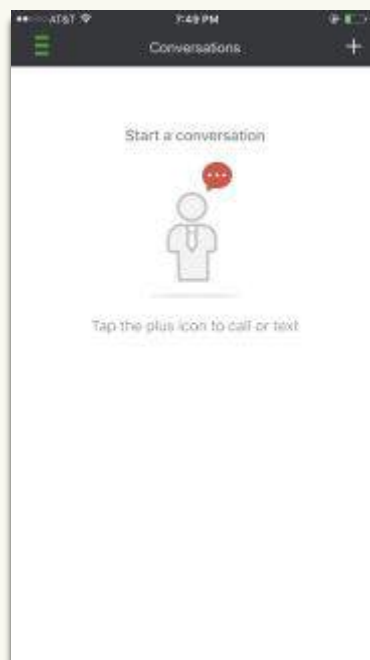 AT&T 7:49 PM
Conversations +
Start a conversation
Tap the plus icon to call or text